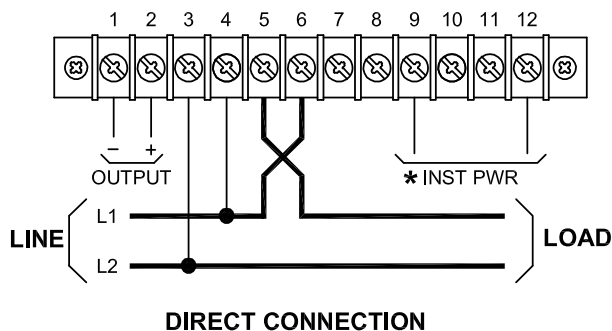 1 2 3 4 5 6 7 8 9 10 11 12
− + 
OUTPUT * INST PWR
L1
LINE LOAD
L2
DIRECT CONNECTION